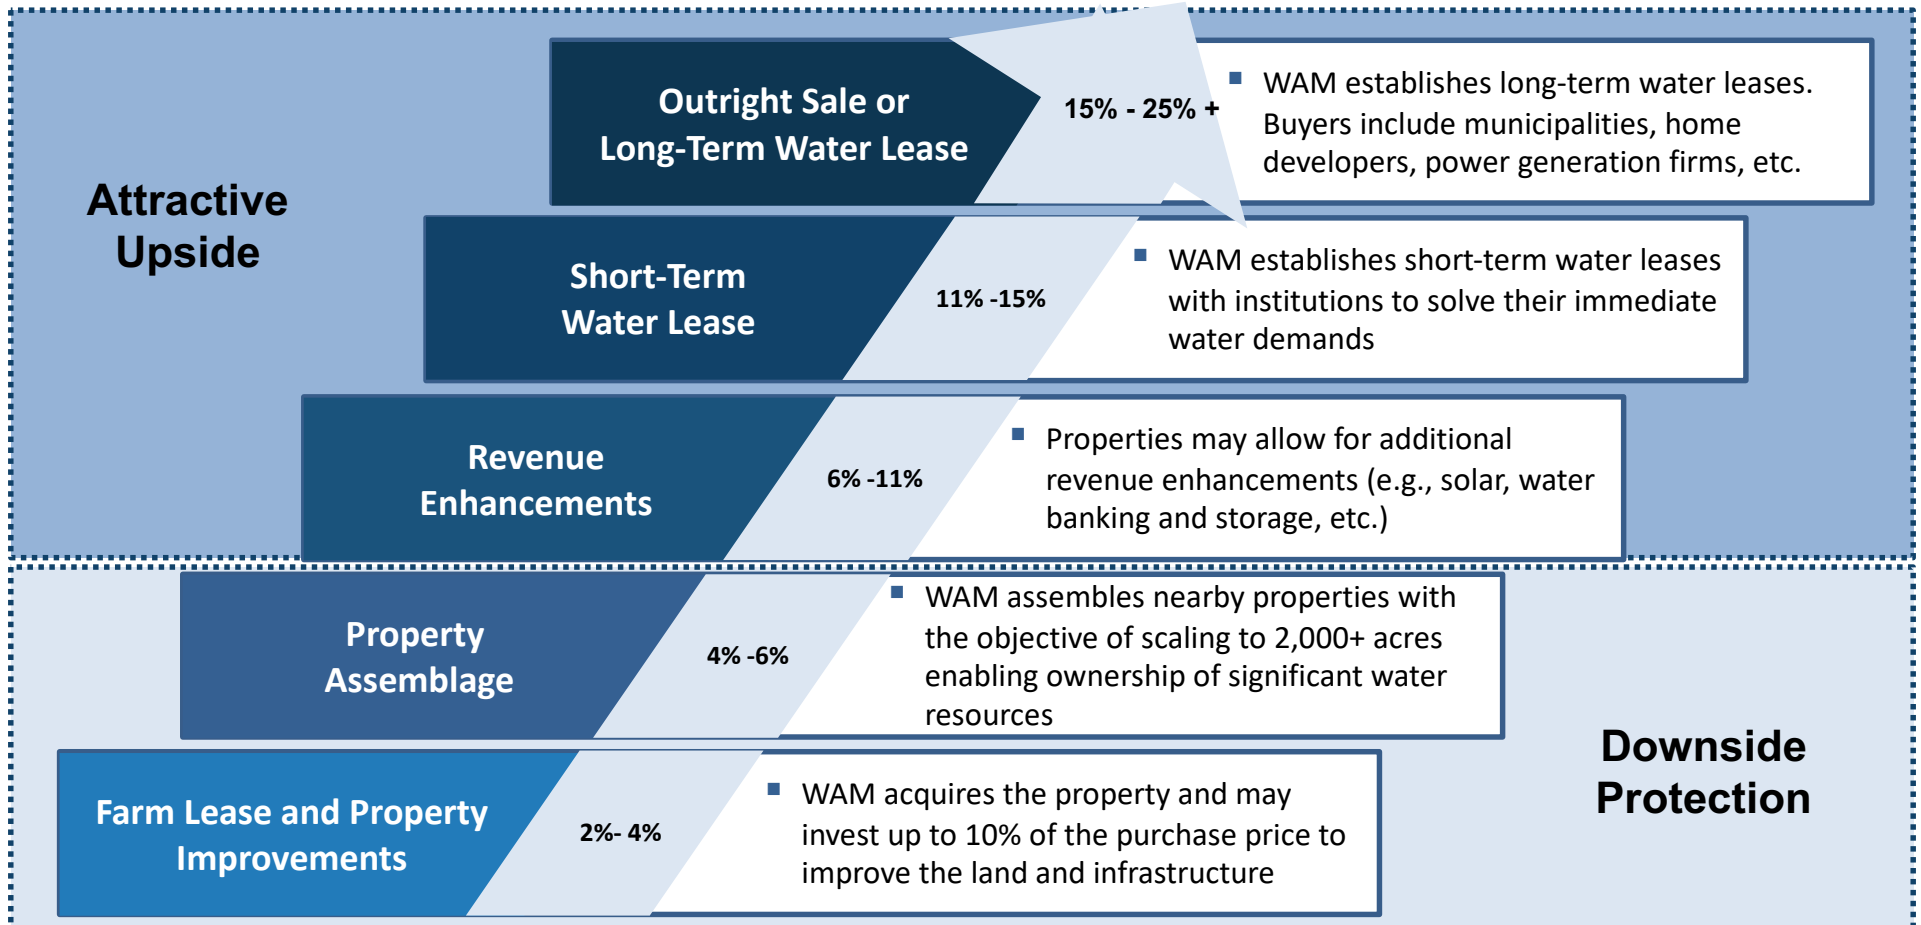 Attractive
Upside
Outright Sale or
Long-Term Water Lease
15% - 25% +
▪ WAM establishes long-term water leases.
Buyers include municipalities, home
developers, power generation firms, etc.
Short-Term
Water Lease
11% -15%
▪ WAM establishes short-term water leases
with institutions to solve their immediate
water demands
Revenue
Enhancements
6% -11%
▪ Properties may allow for additional
revenue enhancements (e.g., solar, water
banking and storage, etc.)
Property
Assemblage
4% -6%
▪ WAM assembles nearby properties with
the objective of scaling to 2,000+ acres
enabling ownership of significant water
resources
Downside
Protection
Farm Lease and Property
Improvements
2%- 4%
▪ WAM acquires the property and may
invest up to 10% of the purchase price to
improve the land and infrastructure